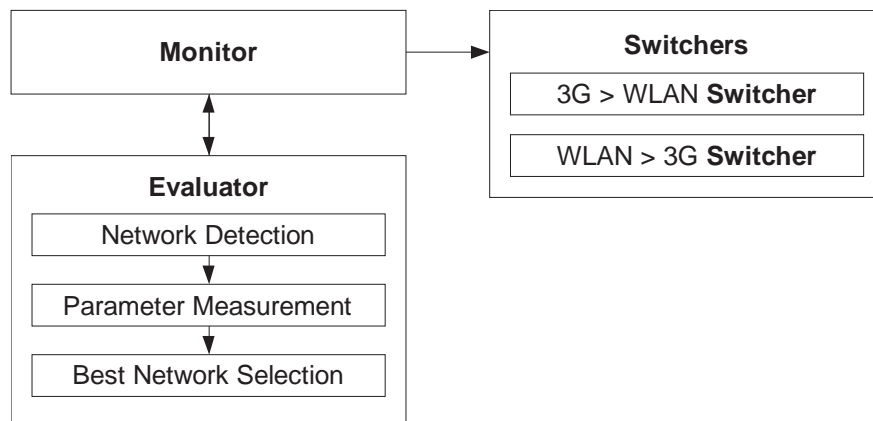 Monitor
Switchers
3G > WLAN Switcher
WLAN > 3G Switcher
Evaluator
Network Detection
Parameter Measurement
Best Network Selection